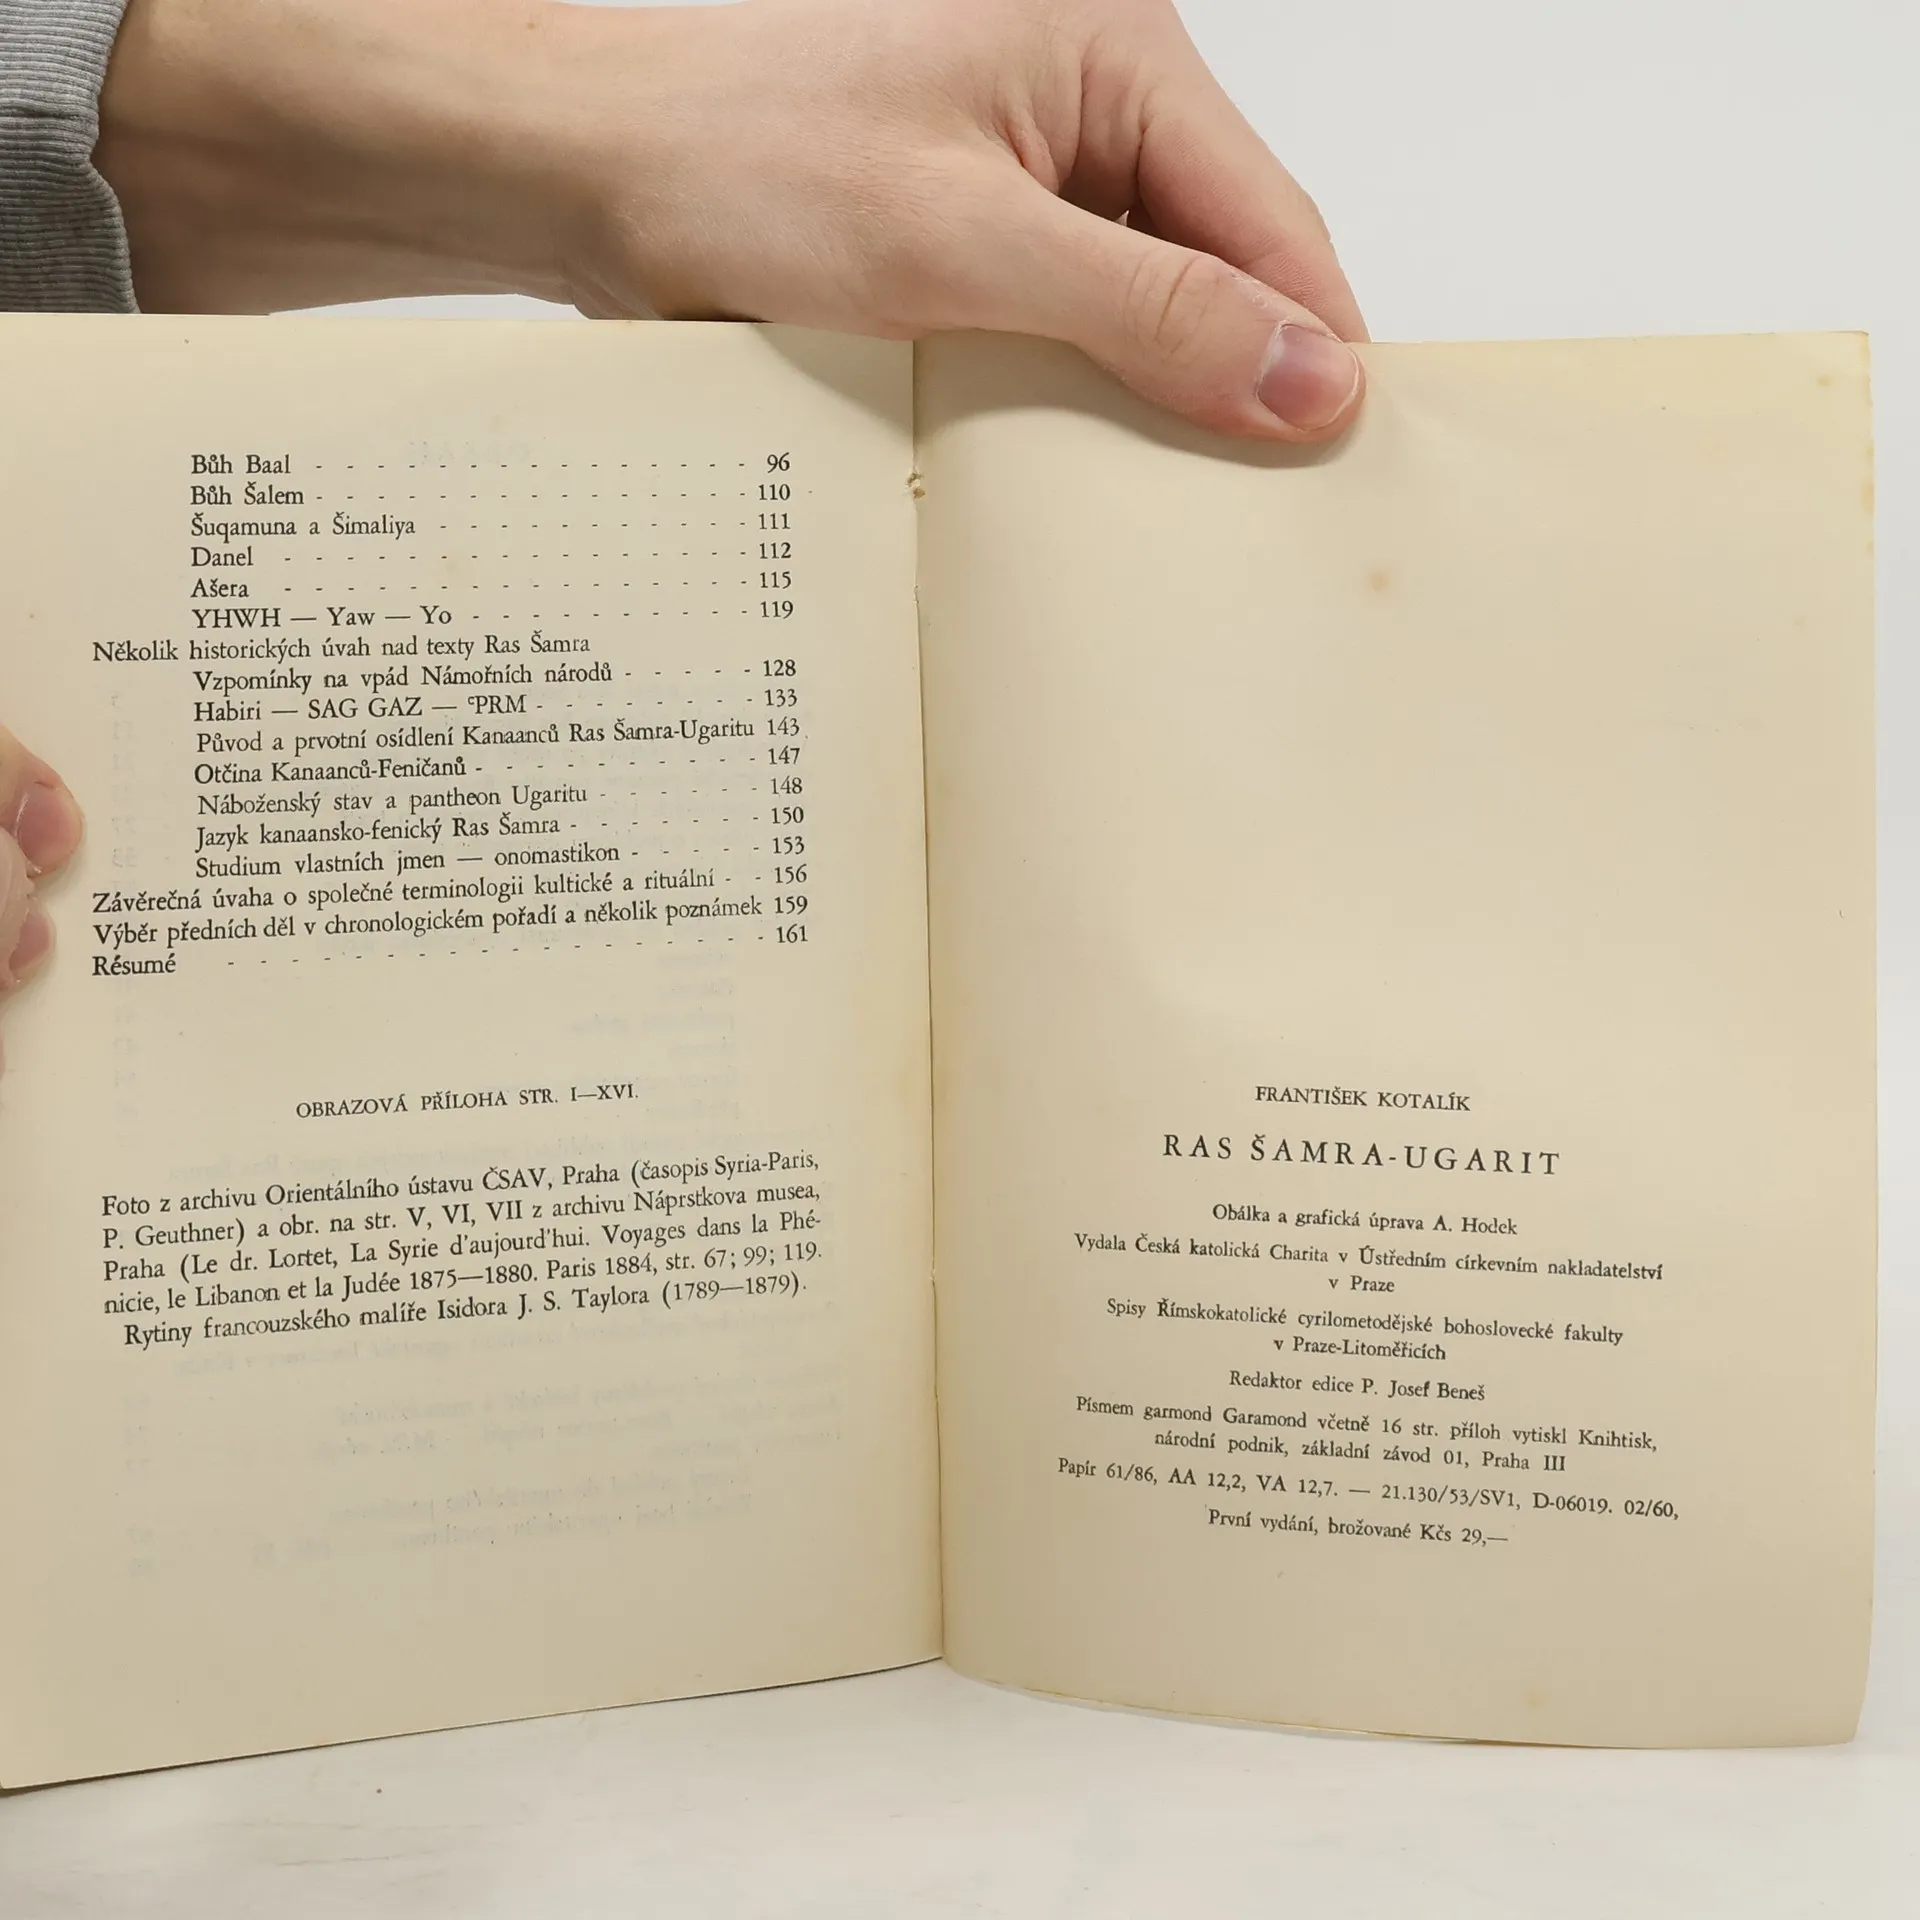 Bůh Baal - - - - - - - - - - - - - - - 96
Bůh Šalem - - - - - - - - - - - - - - - 110
Šuqamuna a Šimaliya - - - - - - - - - - - 111
Danel - - - - - - - - - - - - - - - - 112
Ašera - - - - - - - - - - - - - - - - 115
YHWH — Yaw — Yo - - - - - - - - - - 119
Několik historických úvah nad texty Ras Šamra
Vzpomínky na vpád Námořních národů - - - - - 128
Habiri — SAG GAZ — ʿPRM - - - - - - - - 133
Původ a prvotní osídlení Kanaanců Ras Šamra-Ugaritu 143
Otčina Kanaanců-Feničanů - - - - - - - - - - 147
Náboženský stav a pantheon Ugaritu - - - - - - 148
Jazyk kanaansko-fenický Ras Šamra - - - - - - - 150
Studium vlastních jmen — onomastikon - - - - - 153
Závěrečná úvaha o společné terminologii kultické a rituální - - 156
Výběr předních děl v chronologickém pořadí a několik poznámek 159
Résumé - - - - - - - - - - - - - - - - - - 161
OBRAZOVÁ PŘÍLOHA STR. I—XVI.
Foto z archivu Orientálního ústavu ČSAV, Praha (časopis Syria-Paris,
P. Geuthner) a obr. na str. V, VI, VII z archivu Náprstkova musea,
Praha (Le dr. Lortet, La Syrie d'aujourd'hui. Voyages dans la Phé-
nicie, le Libanon et la Judée 1875—1880. Paris 1884, str. 67; 99; 119.
Rytiny francouzského malíře Isidora J. S. Taylora (1789—1879).
FRANTIŠEK KOTALÍK
RAS ŠAMRA-UGARIT
Obálka a grafická úprava A. Hodek
Vydala Česká katolická Charita v Ústředním církevním nakladatelství
v Praze
Spisy Římskokatolické cyrilometodějské bohoslovecké fakulty
v Praze-Litoměřicích
Redaktor edice P. Josef Beneš
Písmem garmond Garamond včetně 16 str. příloh vytiskl Knihtisk,
národní podnik, základní závod 01, Praha III
Papír 61/86, AA 12,2, VA 12,7. — 21.130/53/SV1, D-06019. 02/60,
První vydání, brožované Kčs 29,—